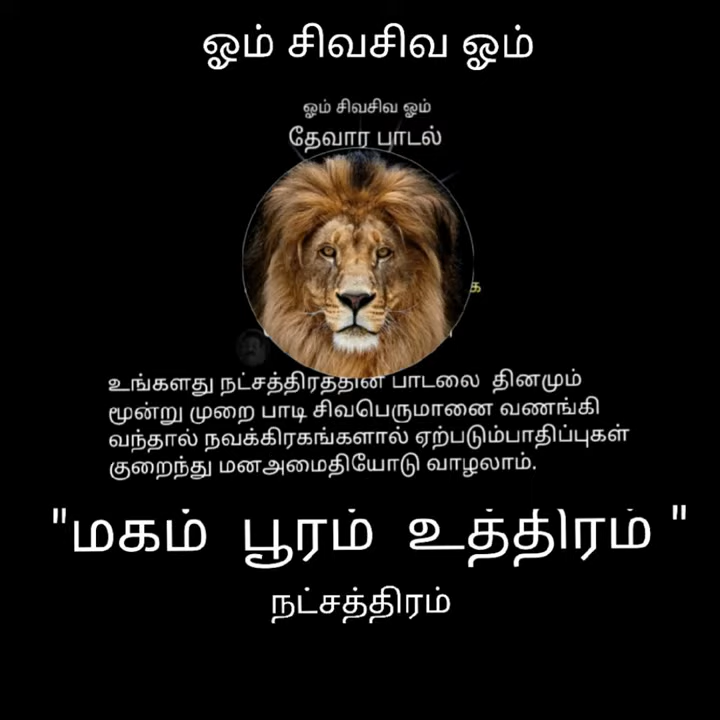 ஓம் சிவசிவ ஓம்
ஓம் சிவசிவ ஓம்
தேவார பாடல்
க
உங்களது நட்சத்திரத்தின் பாடலை தினமும்
மூன்று முறை பாடி சிவபெருமானை வணங்கி
வந்தால் நவக்கிரகங்களால் ஏற்படும்பாதிப்புகள்
குறைந்து மனஅமைதியோடு வாழலாம்.
"மகம் பூரம் உத்திரம் "
நட்சத்திரம்